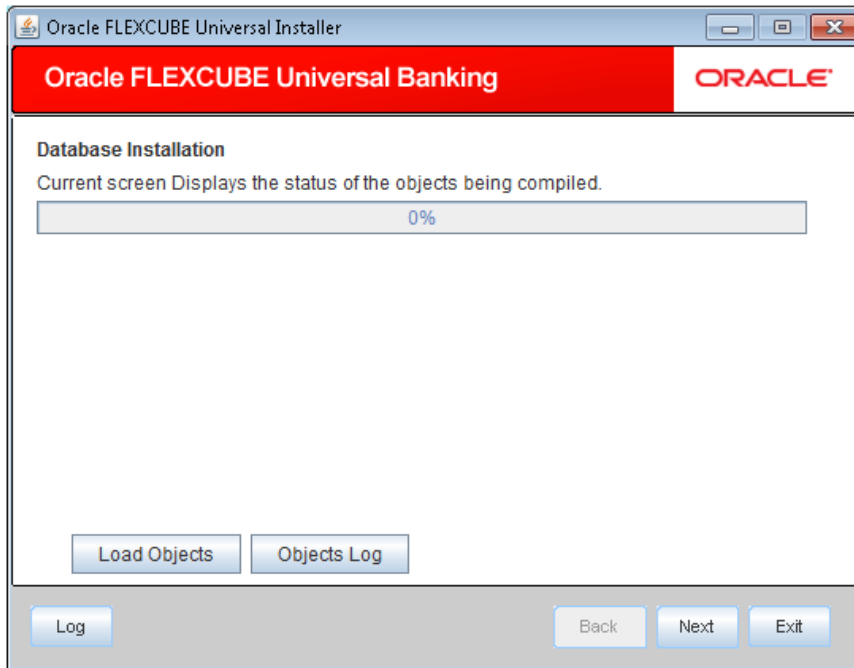 Oracle FLEXCUBE Universal Installer
Oracle FLEXCUBE Universal Banking
ORACLE
Database Installation
Current screen Displays the status of the objects being compiled.
0%
Load Objects Objects Log
Log Back Next Exit